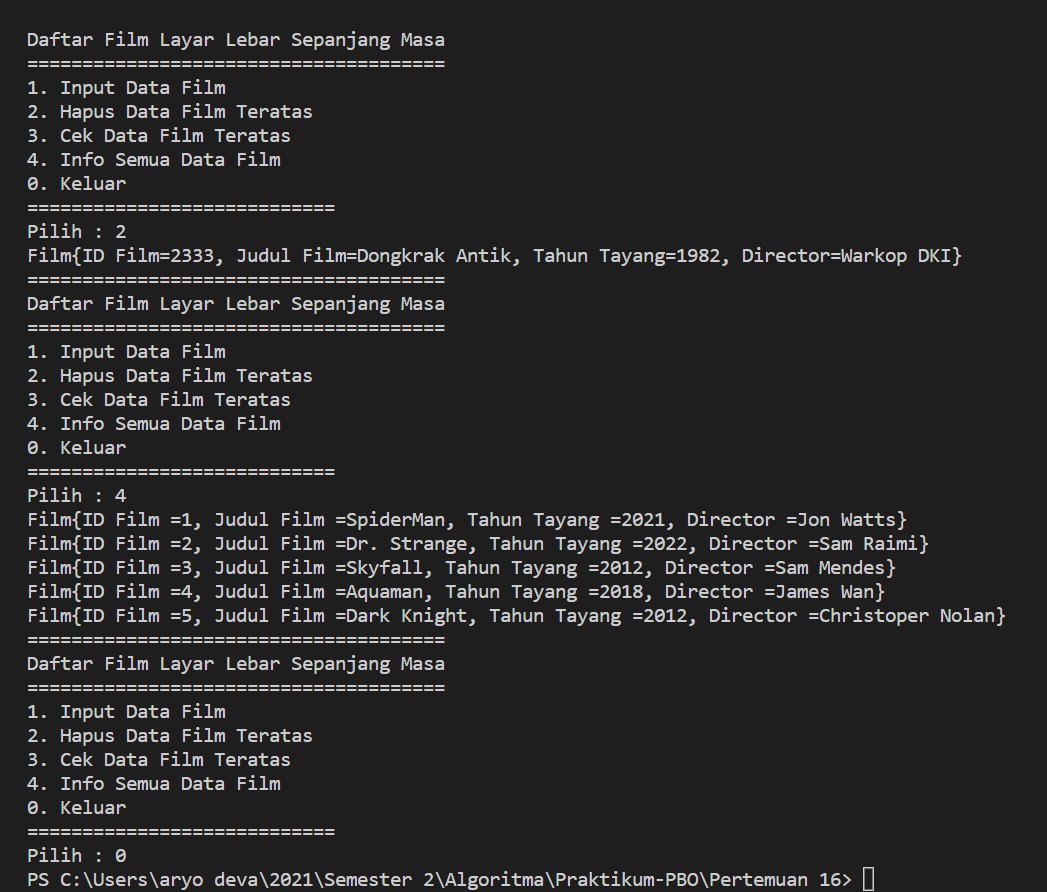 Daftar Film Layar Lebar Sepanjang Masa
======================================
1. Input Data Film
2. Hapus Data Film Teratas
3. Cek Data Film Teratas
4. Info Semua Data Film
0. Keluar
============================
Pilih : 2
Film{ID Film=2333, Judul Film=Dongkrak Antik, Tahun Tayang=1982, Director=Warkop DKI}
======================================
Daftar Film Layar Lebar Sepanjang Masa
======================================
1. Input Data Film
2. Hapus Data Film Teratas
3. Cek Data Film Teratas
4. Info Semua Data Film
0. Keluar
============================
Pilih : 4
Film{ID Film =1, Judul Film =SpiderMan, Tahun Tayang =2021, Director =Jon Watts}
Film{ID Film =2, Judul Film =Dr. Strange, Tahun Tayang =2022, Director =Sam Raimi}
Film{ID Film =3, Judul Film =Skyfall, Tahun Tayang =2012, Director =Sam Mendes}
Film{ID Film =4, Judul Film =Aquaman, Tahun Tayang =2018, Director =James Wan}
Film{ID Film =5, Judul Film =Dark Knight, Tahun Tayang =2012, Director =Christoper Nolan}
======================================
Daftar Film Layar Lebar Sepanjang Masa
======================================
1. Input Data Film
2. Hapus Data Film Teratas
3. Cek Data Film Teratas
4. Info Semua Data Film
0. Keluar
============================
Pilih : 0
PS C:\Users\aryo deva\2021\Semester 2\Algoritma\Praktikum-PBO\Pertemuan 16>